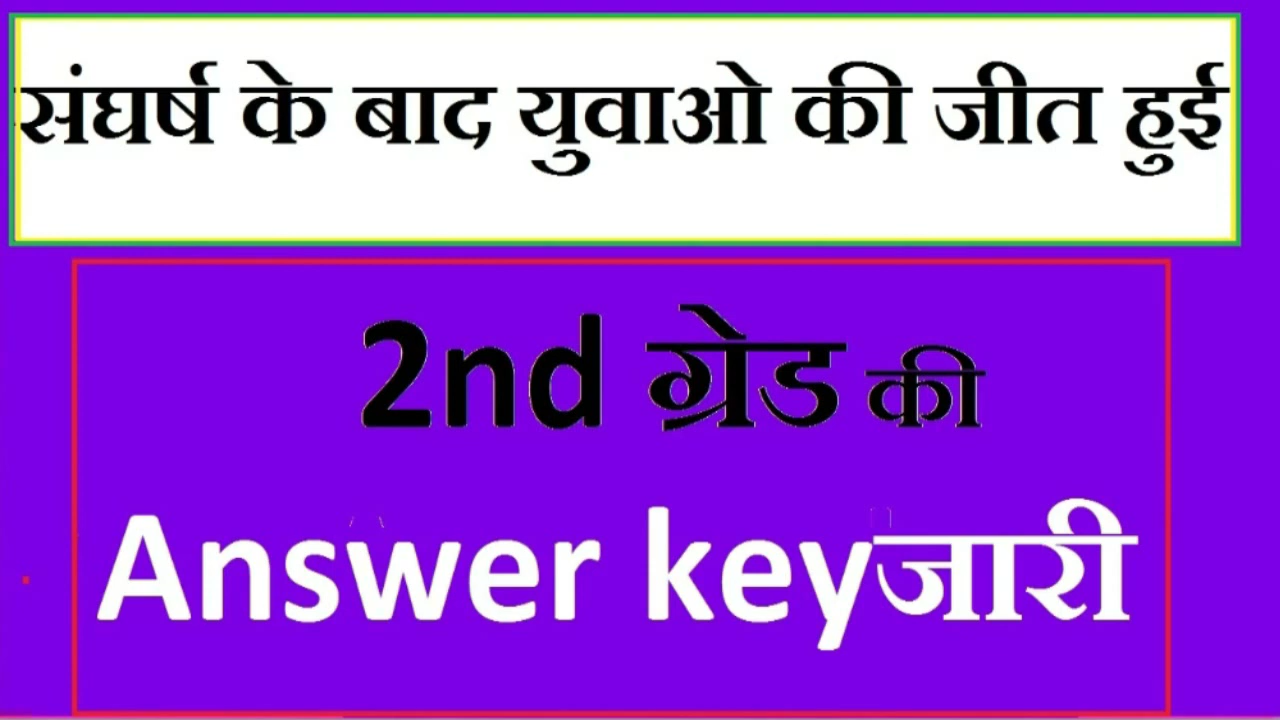 संघर्ष के बाद युवाओ की जीत हुई
2nd ग्रेड की
Answer keyजारी